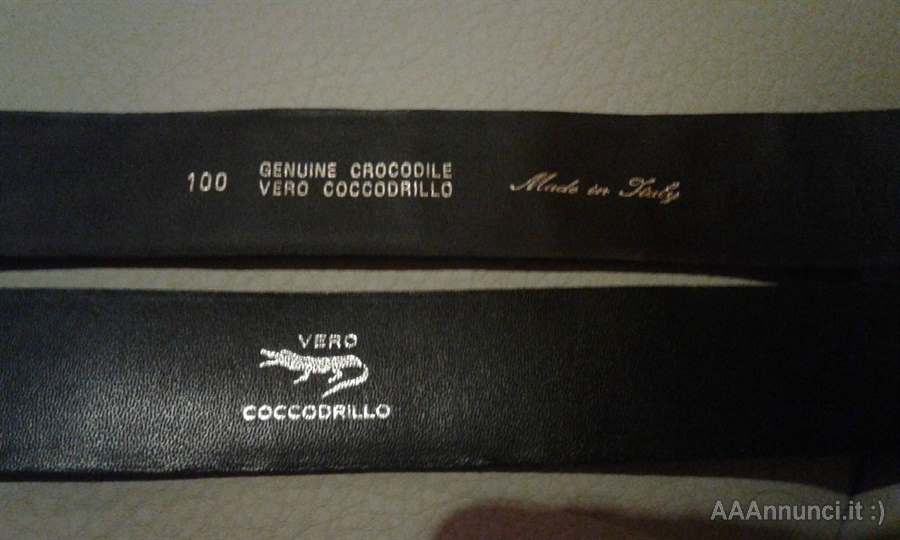 100
GENUINE CROCODILE
VERO COCCODRILLO
Made in Italy
VERO
COCCODRILLO
AAAnnunci.it :)